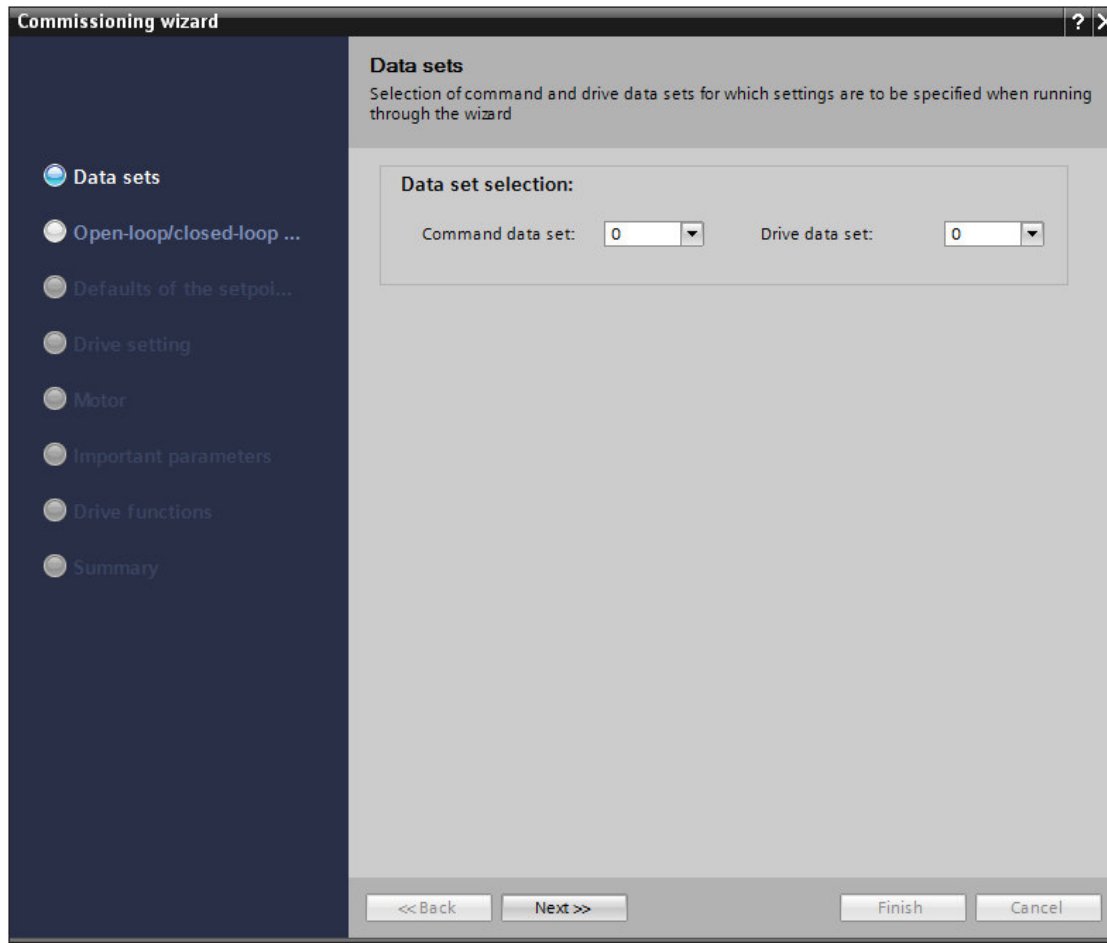 Commissioning wizard
?
Data sets
Selection of command and drive data sets for which settings are to be specified when running
through the wizard
Data sets
Open-loop/closed-loop ...
Defaults of the setpoi...
Drive setting
Motor
Important parameters
Drive functions
Summary
Data set selection:
Command data set: 0 Drive data set: 0
<< Back Next >> Finish Cancel